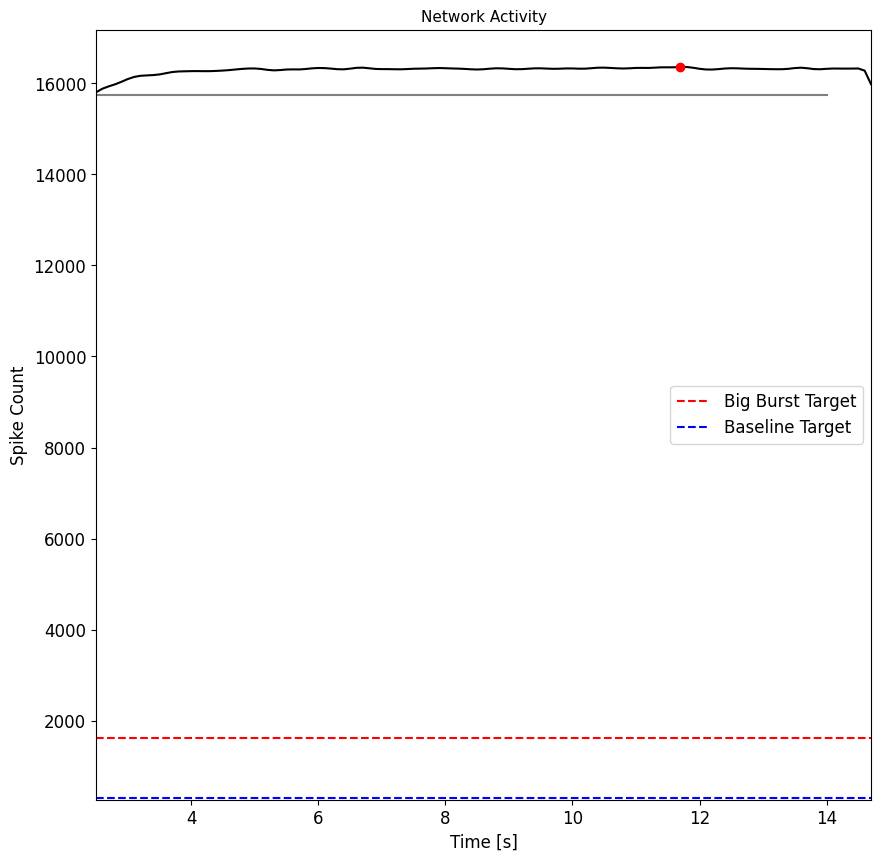 Network Activity
Spike Count
16000
14000
12000
10000
8000
6000
4000
2000
Big Burst Target
Baseline Target
4 6 8 10 12 14
Time [s]